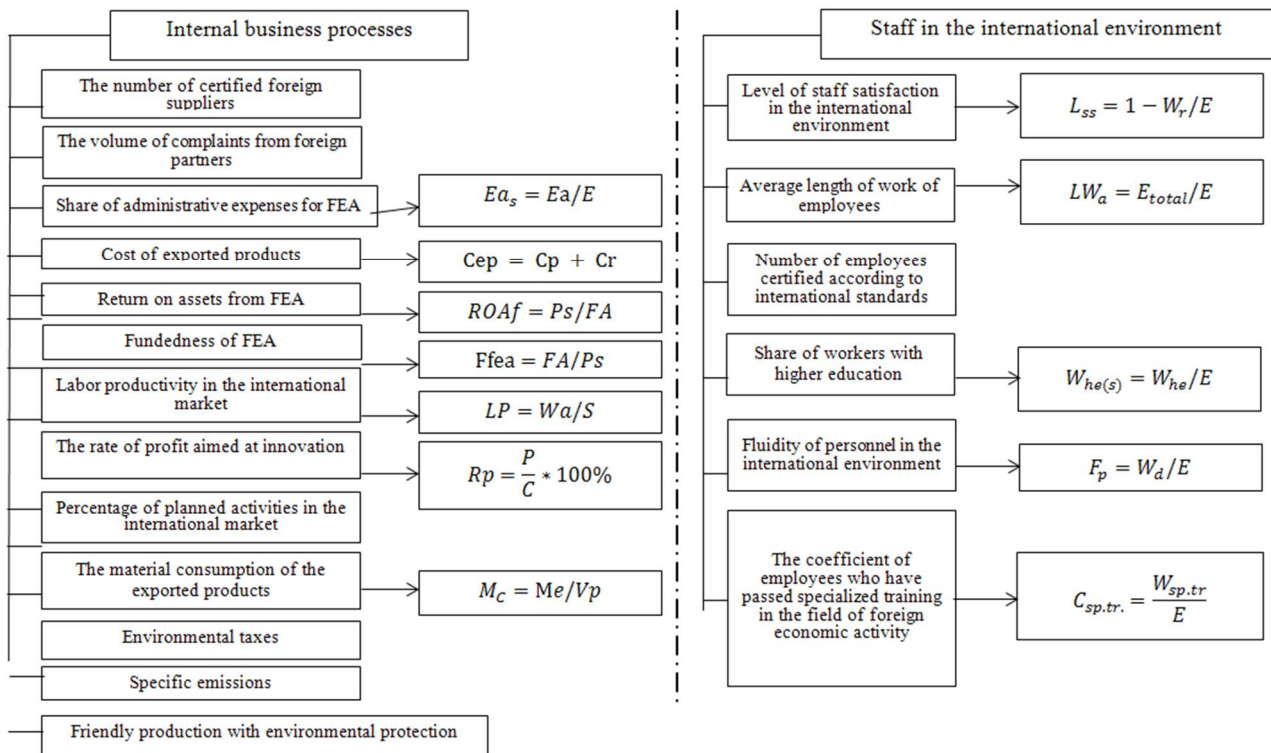 Internal business processes
The number of certified foreign
suppliers
The volume of complaints from foreign
partners
Share of administrative expenses for FEA
Ea_s = Ea/E
Cost of exported products
Cep = Cp + Cr
Return on assets from FEA
ROAf = Ps/FA
Fundedness of FEA
Ffea = FA/Ps
Labor productivity in the international
market
LP = Wa/S
The rate of profit aimed at innovation
Rp = P/C * 100%
Percentage of planned activities in the
international market
The material consumption of the
exported products
M_C = Me/Vp
Environmental taxes
Specific emissions
Friendly production with environmental protection
Staff in the international environment
Level of staff satisfaction
in the international
environment
L_ss = 1 − W_r/E
Average length of work of
employees
LW_a = E_total/E
Number of employees
certified according to
international standards
Share of workers with
higher education
W_he(s) = W_he/E
Fluidity of personnel in the
international environment
F_p = W_d/E
The coefficient of
employees who have
passed specialized training
in the field of foreign
economic activity
C_sp.tr. = W_sp.tr/E